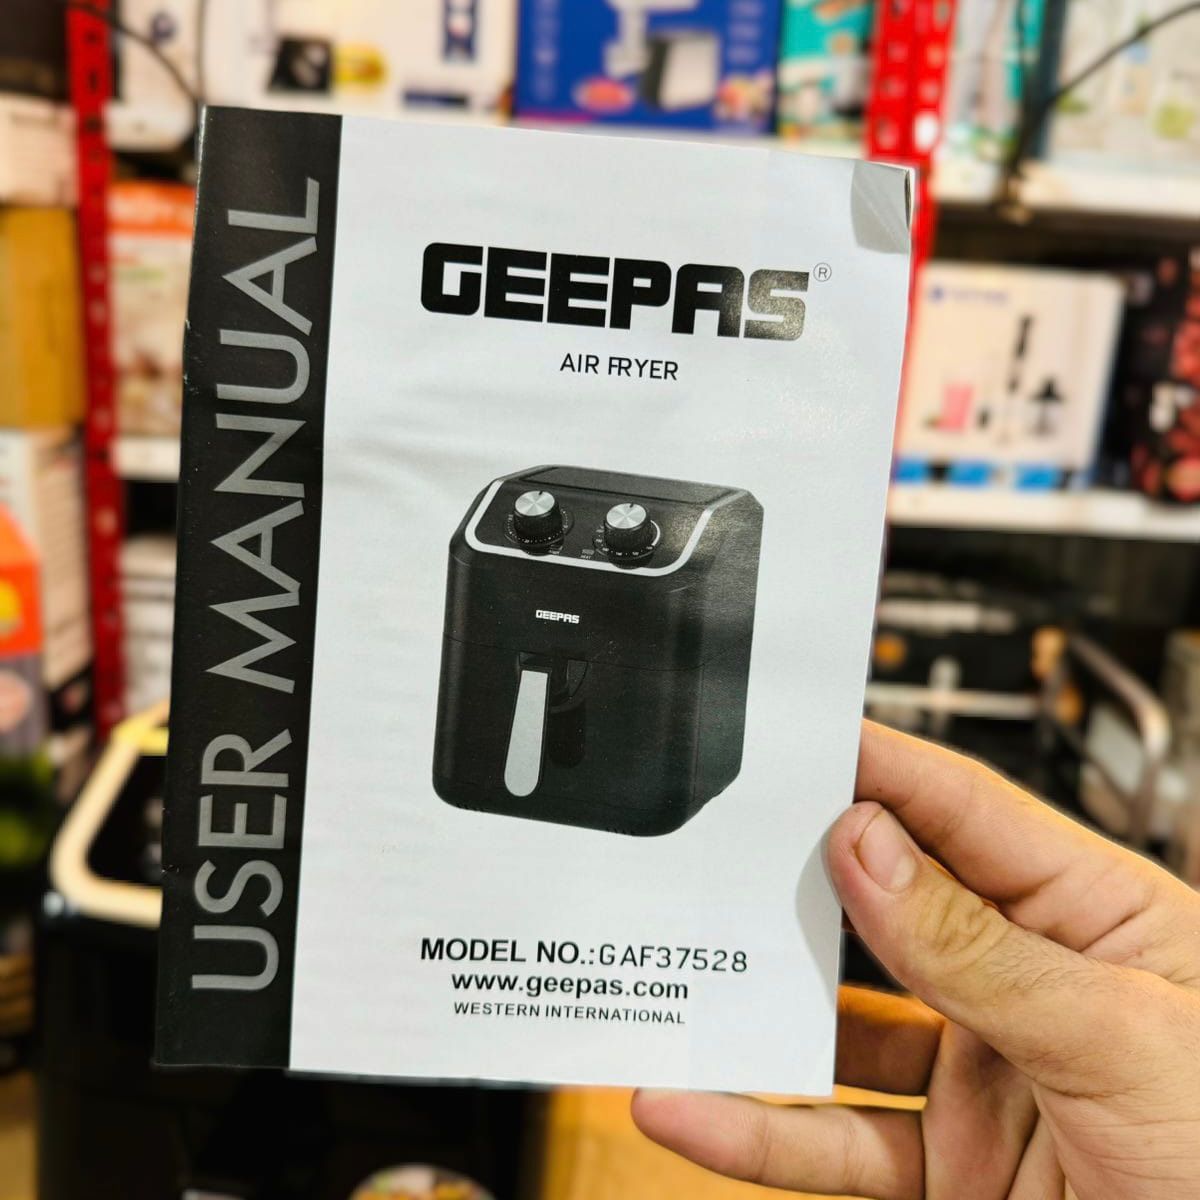 USER MANUAL
GEEPAS®
AIR FRYER
GEEPAS
MODEL NO.:GAF37528
www.geepas.com
WESTERN INTERNATIONAL